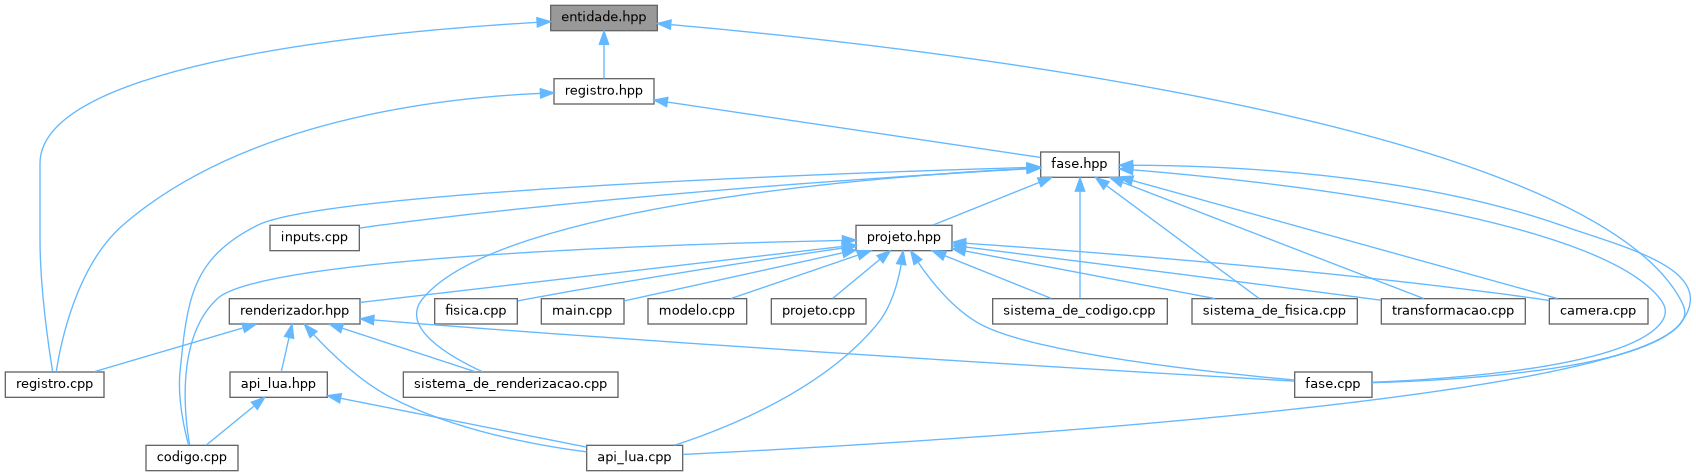 entidade.hpp
registro.hpp
fase.hpp
inputs.cpp
projeto.hpp
renderizador.hpp
fisica.cpp
main.cpp
modelo.cpp
projeto.cpp
sistema_de_codigo.cpp
sistema_de_fisica.cpp
transformacao.cpp
camera.cpp
registro.cpp
api_lua.hpp
sistema_de_renderizacao.cpp
fase.cpp
codigo.cpp
api_lua.cpp